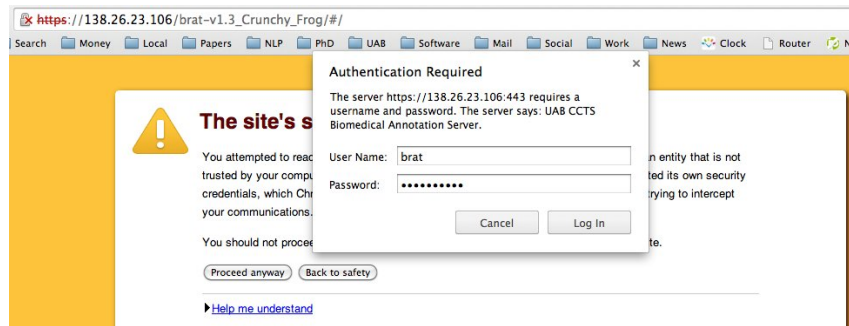 https://138.26.23.106/brat-v1.3_Crunchy_Frog/#/
Search Money Local Papers NLP PhD UAB Software Mail Social Work News Clock Router
Authentication Required
The server https://138.26.23.106:443 requires a
username and password. The server says: UAB CCTS
Biomedical Annotation Server.
User Name: brat
Password: ••••••••••
Cancel Log In
The site's s
You attempted to reac n entity that is not
trusted by your compu ted its own security
credentials, which Chr trying to intercept
your communications.
You should not procee te.
Proceed anyway Back to safety
Help me understand